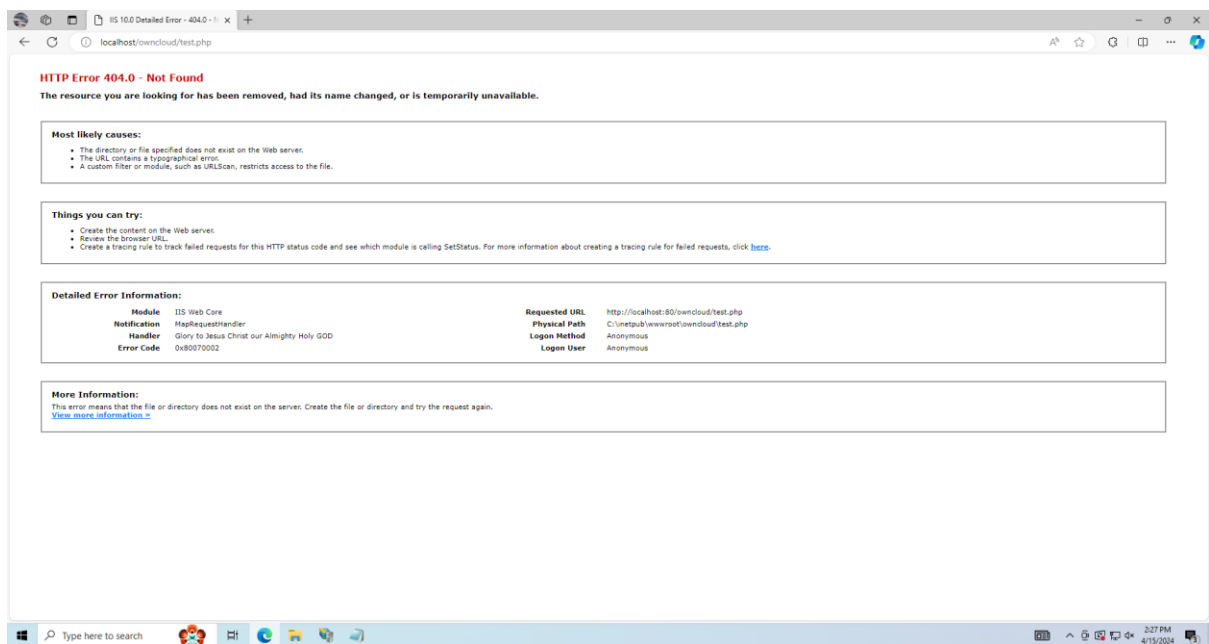 IIS 10.0 Detailed Error - 404.0 - N
localhost/owncloud/test.php
HTTP Error 404.0 - Not Found
The resource you are looking for has been removed, had its name changed, or is temporarily unavailable.
Most likely causes:
The directory or file specified does not exist on the Web server.
The URL contains a typographical error.
A custom filter or module, such as URLScan, restricts access to the file.
Things you can try:
Create the content on the Web server.
Review the browser URL.
Create a tracing rule to track failed requests for this HTTP status code and see which module is calling SetStatus. For more information about creating a tracing rule for failed requests, click here.
Detailed Error Information:
Module IIS Web Core
Notification MapRequestHandler
Handler Glory to Jesus Christ our Almighty Holy GOD
Error Code 0x80070002
Requested URL http://localhost:80/owncloud/test.php
Physical Path C:\inetpub\wwwroot\owncloud\test.php
Logon Method Anonymous
Logon User Anonymous
More Information:
This error means that the file or directory does not exist on the server. Create the file or directory and try the request again.
View more information »
Type here to search
2:27 PM
4/15/2024